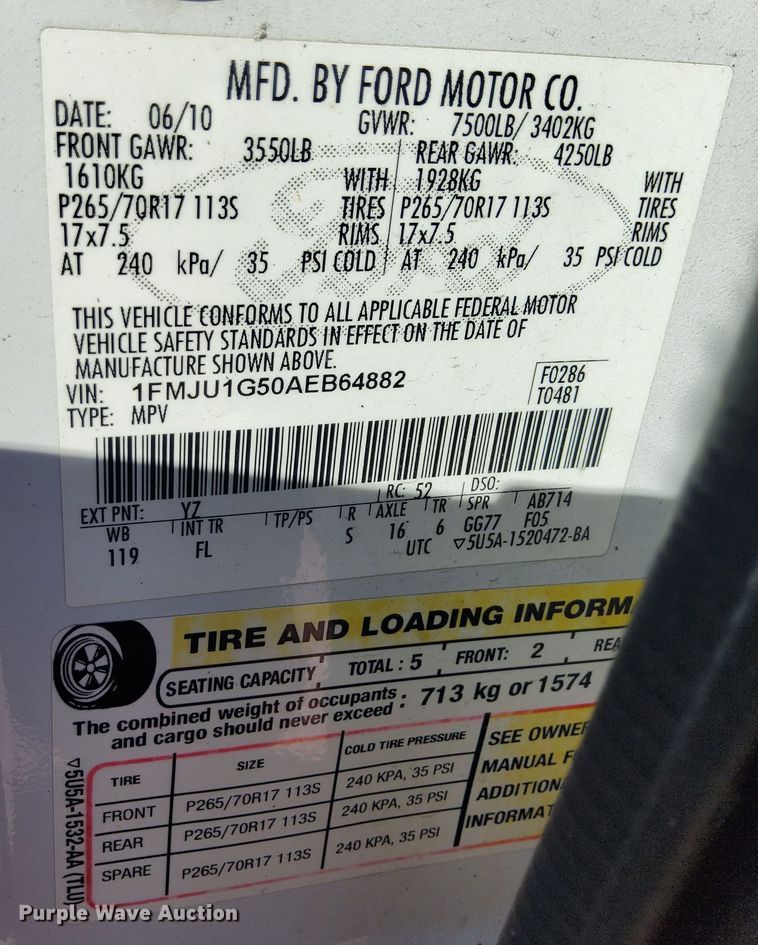 MFD. BY FORD MOTOR CO.
DATE: 06/10 GVWR: 7500LB/ 3402KG
FRONT GAWR: 3550LB REAR GAWR: 4250LB
1610KG WITH 1928KG WITH
P265/70R17 113S TIRES P265/70R17 113S TIRES
17x7.5 RIMS 17x7.5 RIMS
AT 240 kPa/ 35 PSI COLD AT 240 kPa/ 35 PSI COLD
THIS VEHICLE CONFORMS TO ALL APPLICABLE FEDERAL MOTOR
VEHICLE SAFETY STANDARDS IN EFFECT ON THE DATE OF
MANUFACTURE SHOWN ABOVE.
VIN: 1FMJU1G50AEB64882 F0286
TYPE: MPV T0481
EXT PNT: YZ RC: 52 DSO:
WB INT TR TP/PS R AXLE TR SPR AB714
119 FL S 16 6 GG77 F05
UTC ▽5U5A-1520472-BA
TIRE AND LOADING INFORMA
SEATING CAPACITY TOTAL : 5 FRONT: 2 REA
The combined weight of occupants : 713 kg or 1574
and cargo should never exceed
TIRE SIZE COLD TIRE PRESSURE
FRONT P265/70R17 113S 240 KPA, 35 PSI
REAR P265/70R17 113S 240 KPA, 35 PSI
SPARE P265/70R17 113S 240 KPA, 35 PSI
SEE OWNER
MANUAL F
ADDITION
INFORMAT
▽5U5A-1532-AA (TLU)
Purple Wave Auction